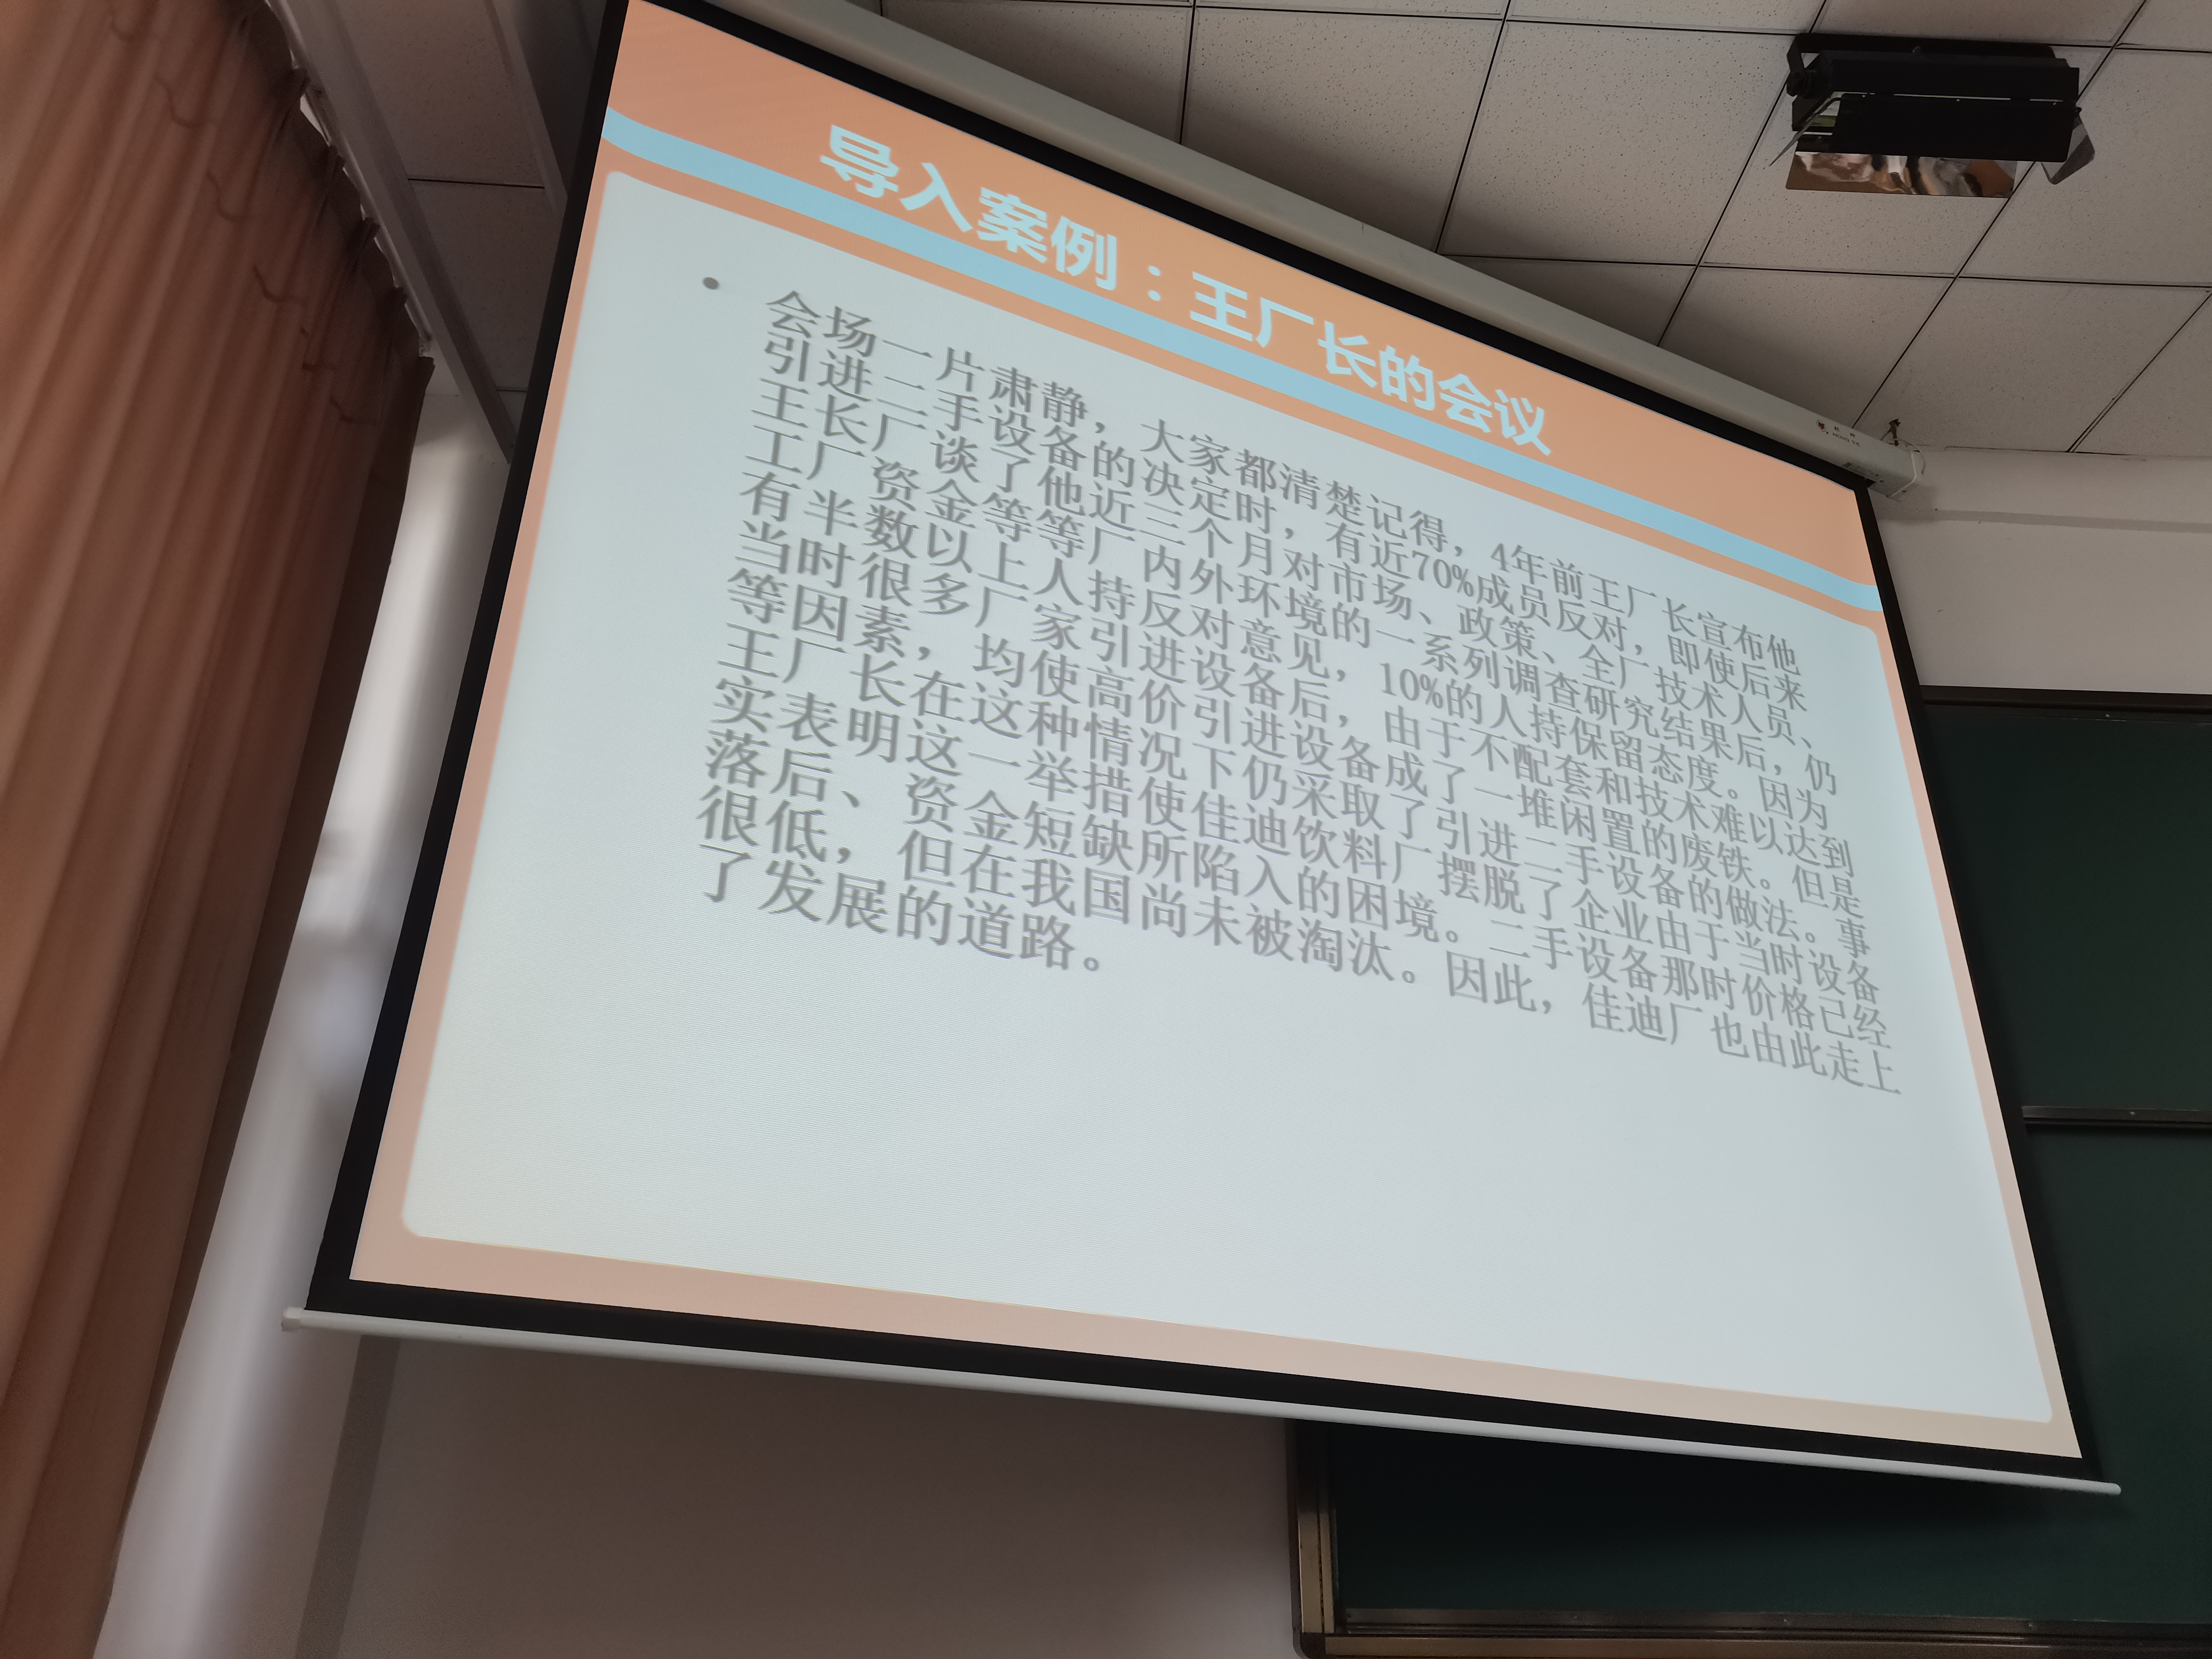 导入案例：王厂长的会议
• 会场一片肃静，大家都清楚记得，4年前王厂长宣布他
引进二手设备的决定时，有近70%成员反对，即使后来
王长厂谈了他近三个月对市场、政策、全厂技术人员、
工厂资金等等厂内外环境的一系列调查研究结果后，仍
有半数以上人持反对意见，10%的人持保留态度。因为
当时很多厂家引进设备后，由于不配套和技术难以达到
等因素，均使高价引进设备成了一堆闲置的废铁。但是
王厂长在这种情况下仍采取了引进二手设备的做法。事
实表明这一举措使佳迪饮料厂摆脱了企业由于当时设备
落后、资金短缺所陷入的困境。二手设备那时价格已经
很低，但在我国尚未被淘汰。因此，佳迪厂也由此走上
了发展的道路。